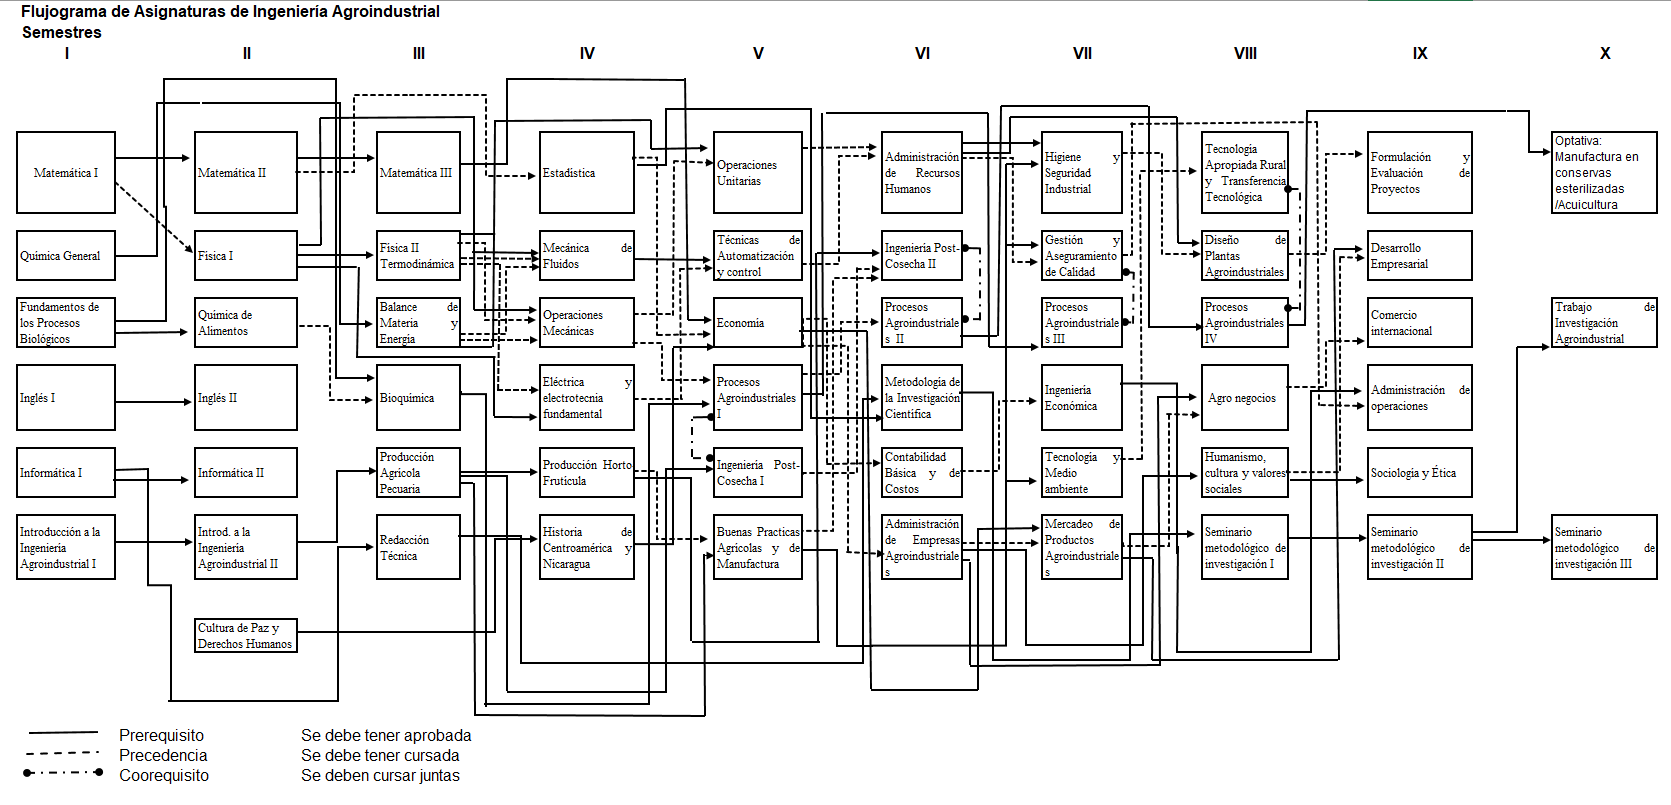 Flujograma de Asignaturas de Ingeniería Agroindustrial
Semestres
I II III IV V VI VII VIII IX X
Matemática I
Química General
Fundamentos de
los Procesos
Biológicos
Inglés I
Informática I
Introducción a la
Ingeniería
Agroindustrial I
Matemática II
Física I
Química de
Alimentos
Inglés II
Informática II
Introd. a la
Ingeniería
Agroindustrial II
Cultura de Paz y
Derechos Humanos
Matemática III
Física II
Termodinámica
Balance de
Materia y
Energía
Bioquímica
Producción
Agrícola
Pecuaria
Redacción
Técnica
Estadística
Mecánica de
Fluidos
Operaciones
Mecánicas
Eléctrica y
electrotecnia
fundamental
Producción Horto
Frutícula
Historia de
Centroamérica y
Nicaragua
Operaciones
Unitarias
Técnicas de
Automatización
y control
Economía
Procesos
Agroindustriales
I
Ingeniería Post-
Cosecha I
Buenas Practicas
Agrícolas y de
Manufactura
Administración
de Recursos
Humanos
Ingeniería Post-
Cosecha II
Procesos
Agroindustriale
s II
Metodología de
la Investigación
Científica
Contabilidad
Básica y de
Costos
Administración
de Empresas
Agroindustriale
s
Higiene y
Seguridad
Industrial
Gestión y
Aseguramiento
de Calidad
Procesos
Agroindustriale
s III
Ingeniería
Económica
Tecnología y
Medio
ambiente
Mercadeo de
Productos
Agroindustriale
s
Tecnología
Apropiada Rural
y Transferencia
Tecnológica
Diseño de
Plantas
Agroindustriales
Procesos
Agroindustriales
IV
Agro negocios
Humanismo,
cultura y valores
sociales
Seminario
metodológico de
investigación I
Formulación y
Evaluación de
Proyectos
Desarrollo
Empresarial
Comercio
internacional
Administración de
operaciones
Sociología y Ética
Seminario
metodológico de
investigación II
Optativa:
Manufactura en
conservas
esterilizadas
/Acuicultura
Trabajo de
Investigación
Agroindustrial
Seminario
metodológico de
investigación III
Prerequisito Se debe tener aprobada
Precedencia Se debe tener cursada
Coorequisito Se deben cursar juntas